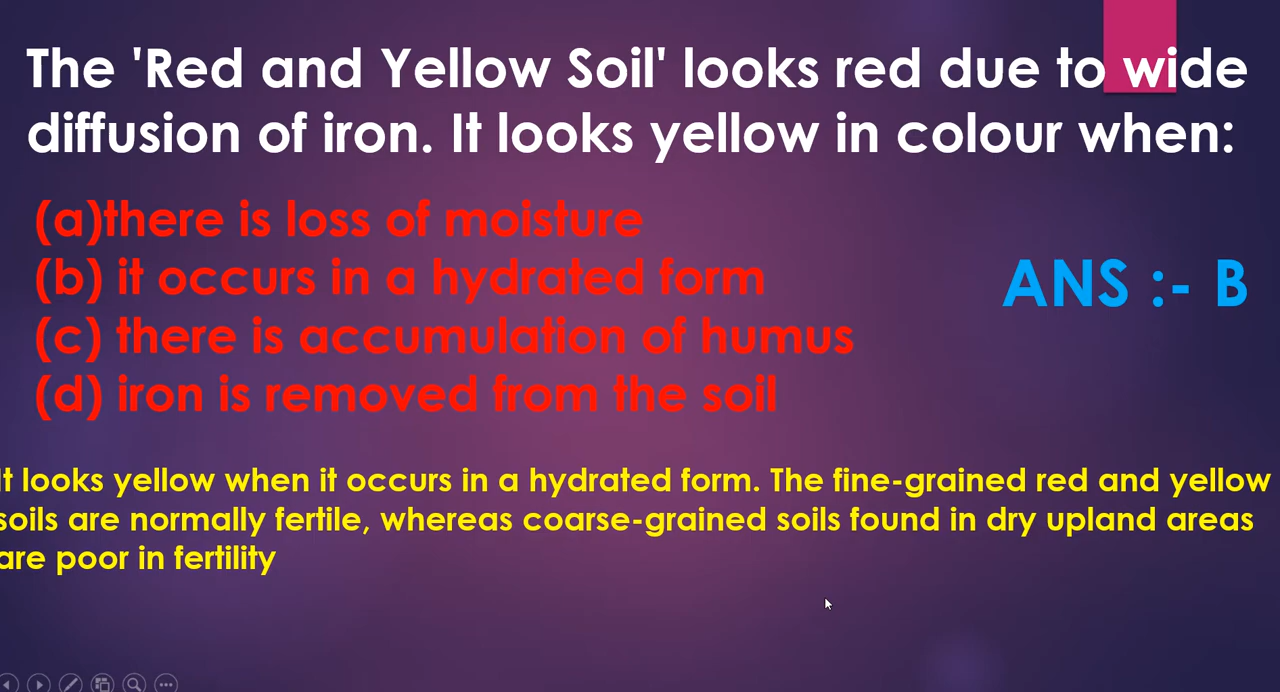 The 'Red and Yellow Soil' looks red due to wide
diffusion of iron. It looks yellow in colour when:
(a)there is loss of moisture
(b) it occurs in a hydrated form
ANS :- B
(c) there is accumulation of humus
(d) iron is removed from the soil
It looks yellow when it occurs in a hydrated form. The fine-grained red and yellow
soils are normally fertile, whereas coarse-grained soils found in dry upland areas
are poor in fertility